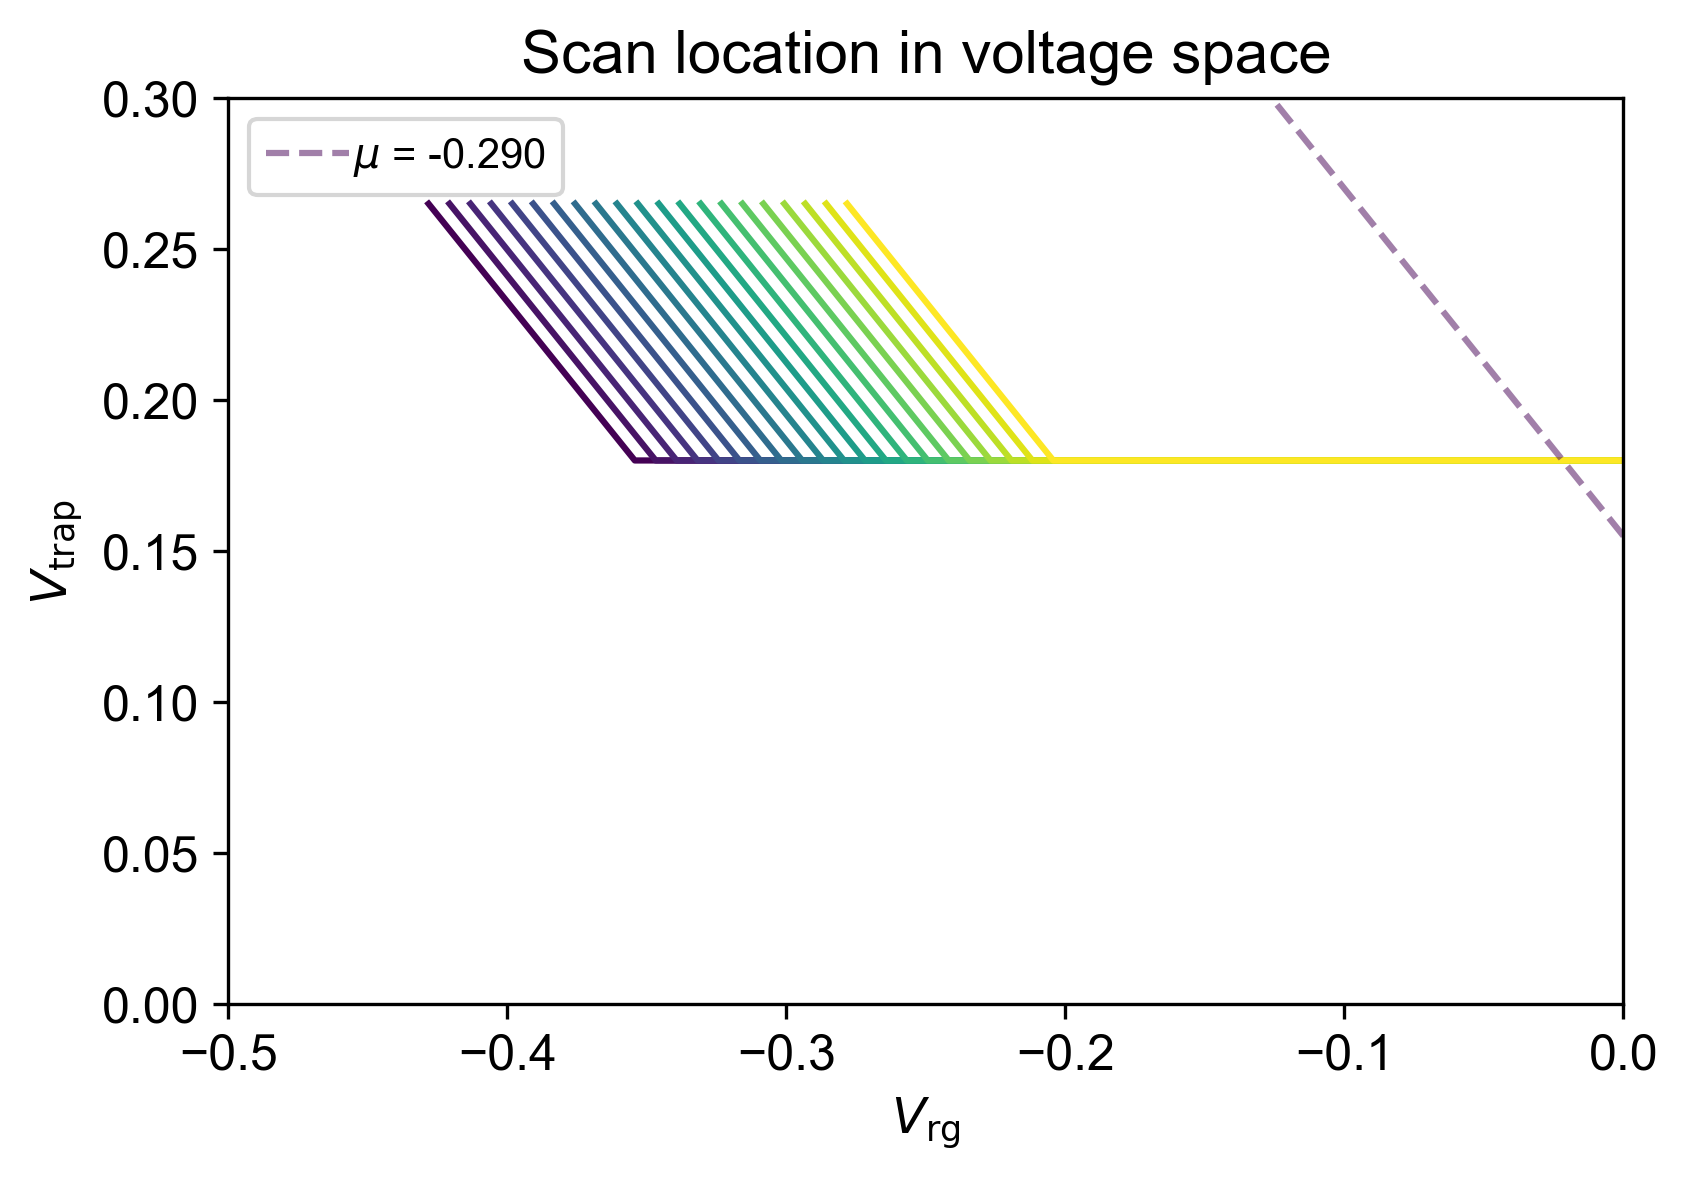 Scan location in voltage space
μ = -0.290
0.30
0.25
0.20
0.15
0.10
0.05
0.00
V_trap
−0.5 −0.4 −0.3 −0.2 −0.1 0.0
V_rg